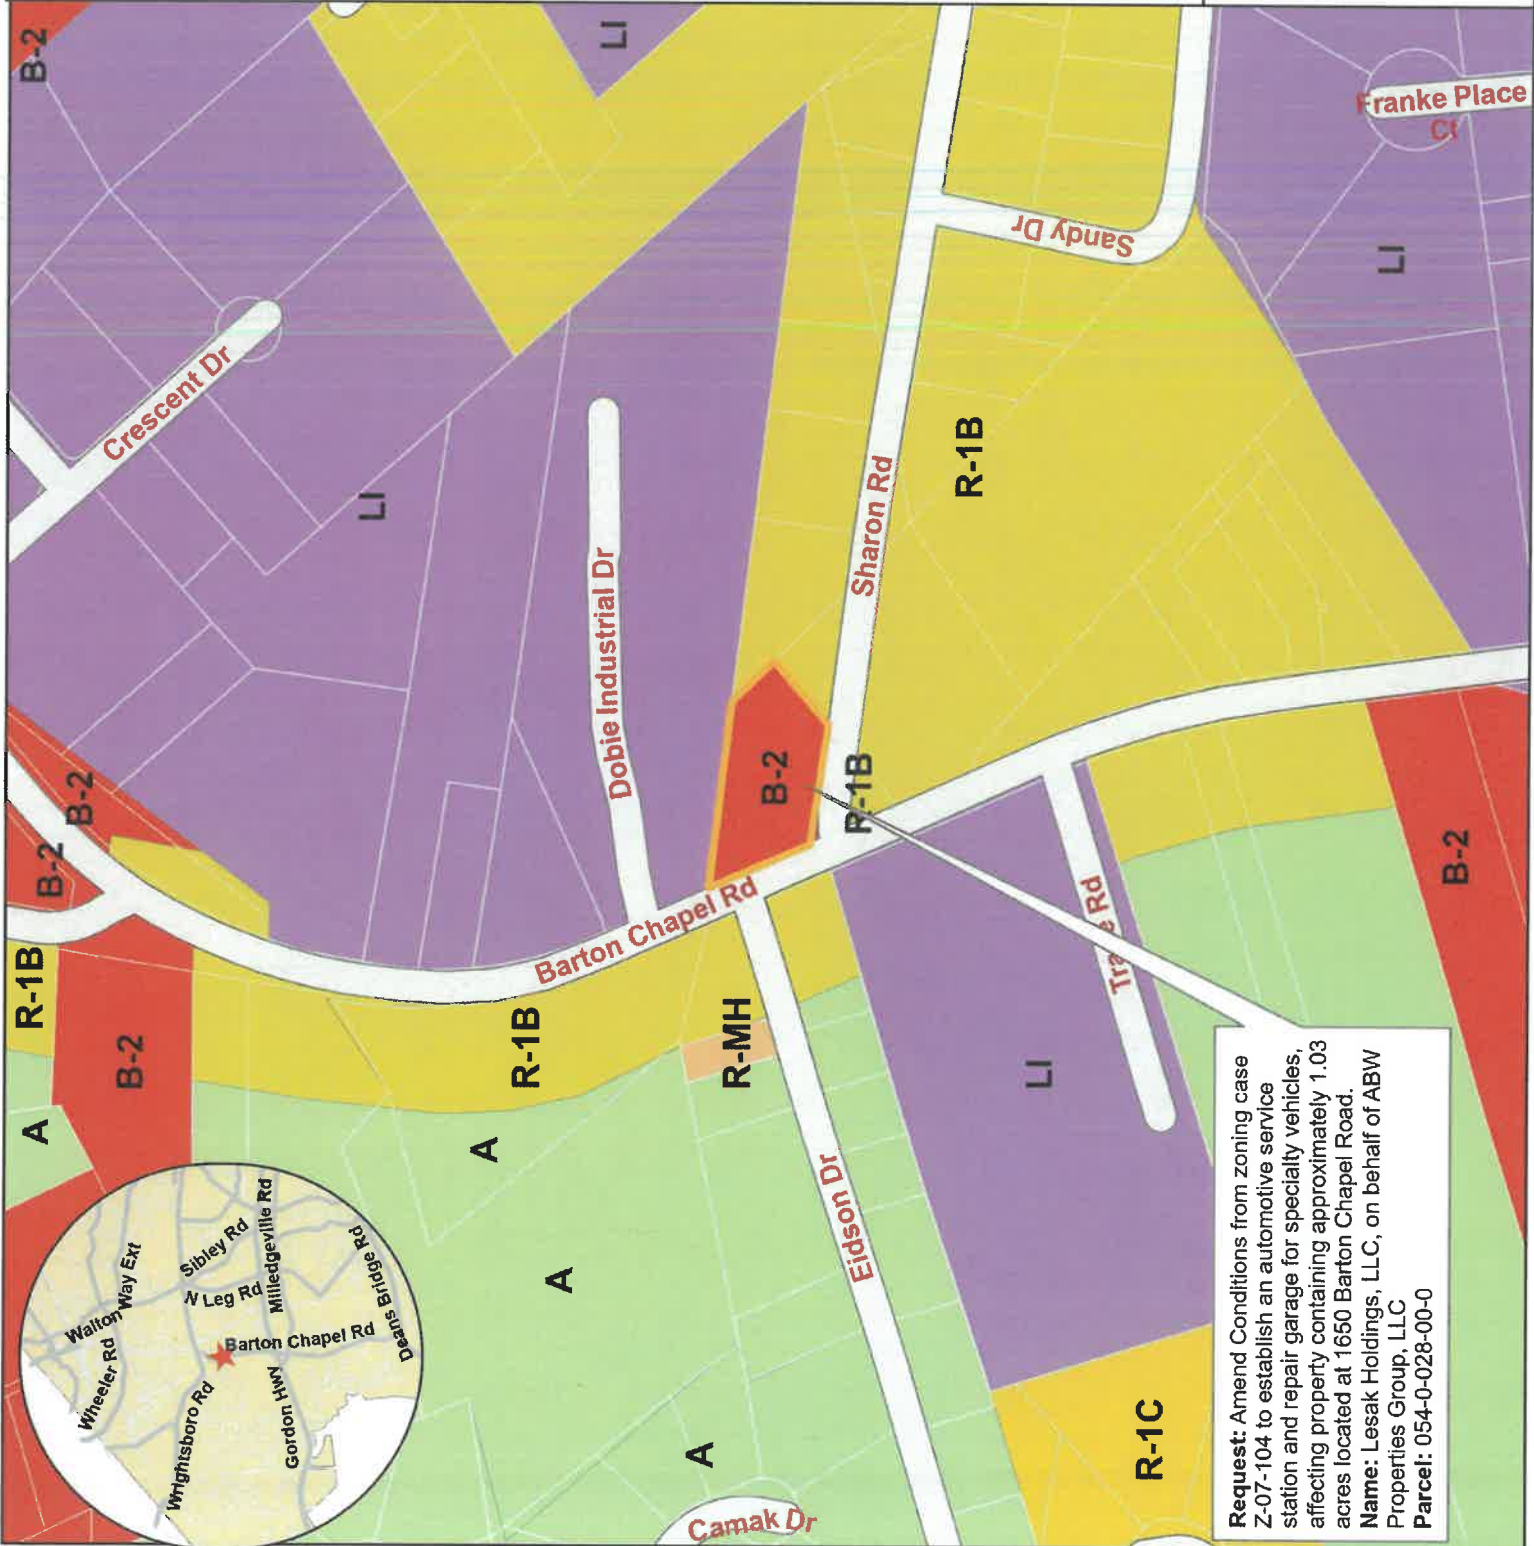 B-2
LI
Franke Place
Ct
Crescent Dr
Sandy Dr
LI
LI
R-1B
Sharon Rd
Dobie Industrial Dr
B-2
B-2
B-2
R-1B
Barton Chapel Rd
B-2
R-1B
B-2
R-1B
R-MH
LI
A
A
A
A
Eidson Dr
R-1C
Camak Dr
Walton Way Ext
Wheeler Rd
Sibley Rd
N Leg Rd
Milledgeville Rd
Deans Bridge Rd
Barton Chapel Rd
Wrightsboro Rd
Gordon Hwy
Request: Amend Conditions from zoning case
Z-07-104 to establish an automotive service
station and repair garage for specialty vehicles,
affecting property containing approximately 1.03
acres located at 1650 Barton Chapel Road.
Name: Lesak Holdings, LLC, on behalf of ABW
Properties Group, LLC
Parcel: 054-0-028-00-0